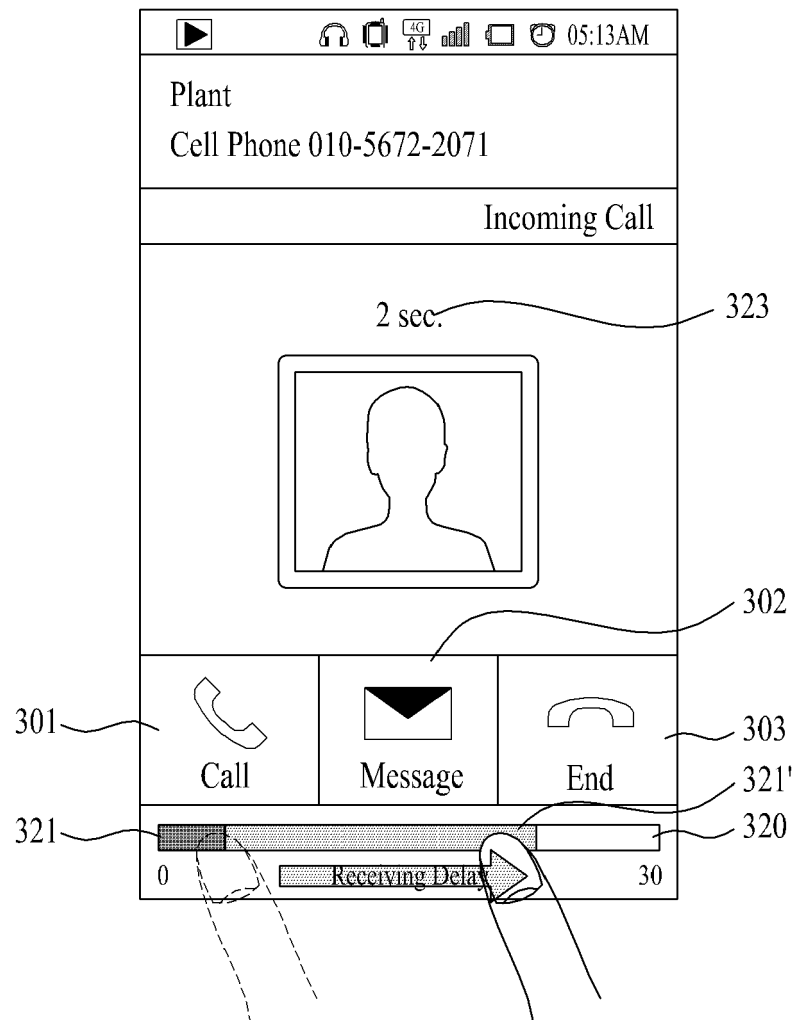 4G 05:13AM
Plant
Cell Phone 010-5672-2071
Incoming Call
2 sec.
323
302
301
303
Call
Message
End
321'
321
320
0
Receiving Delay
30